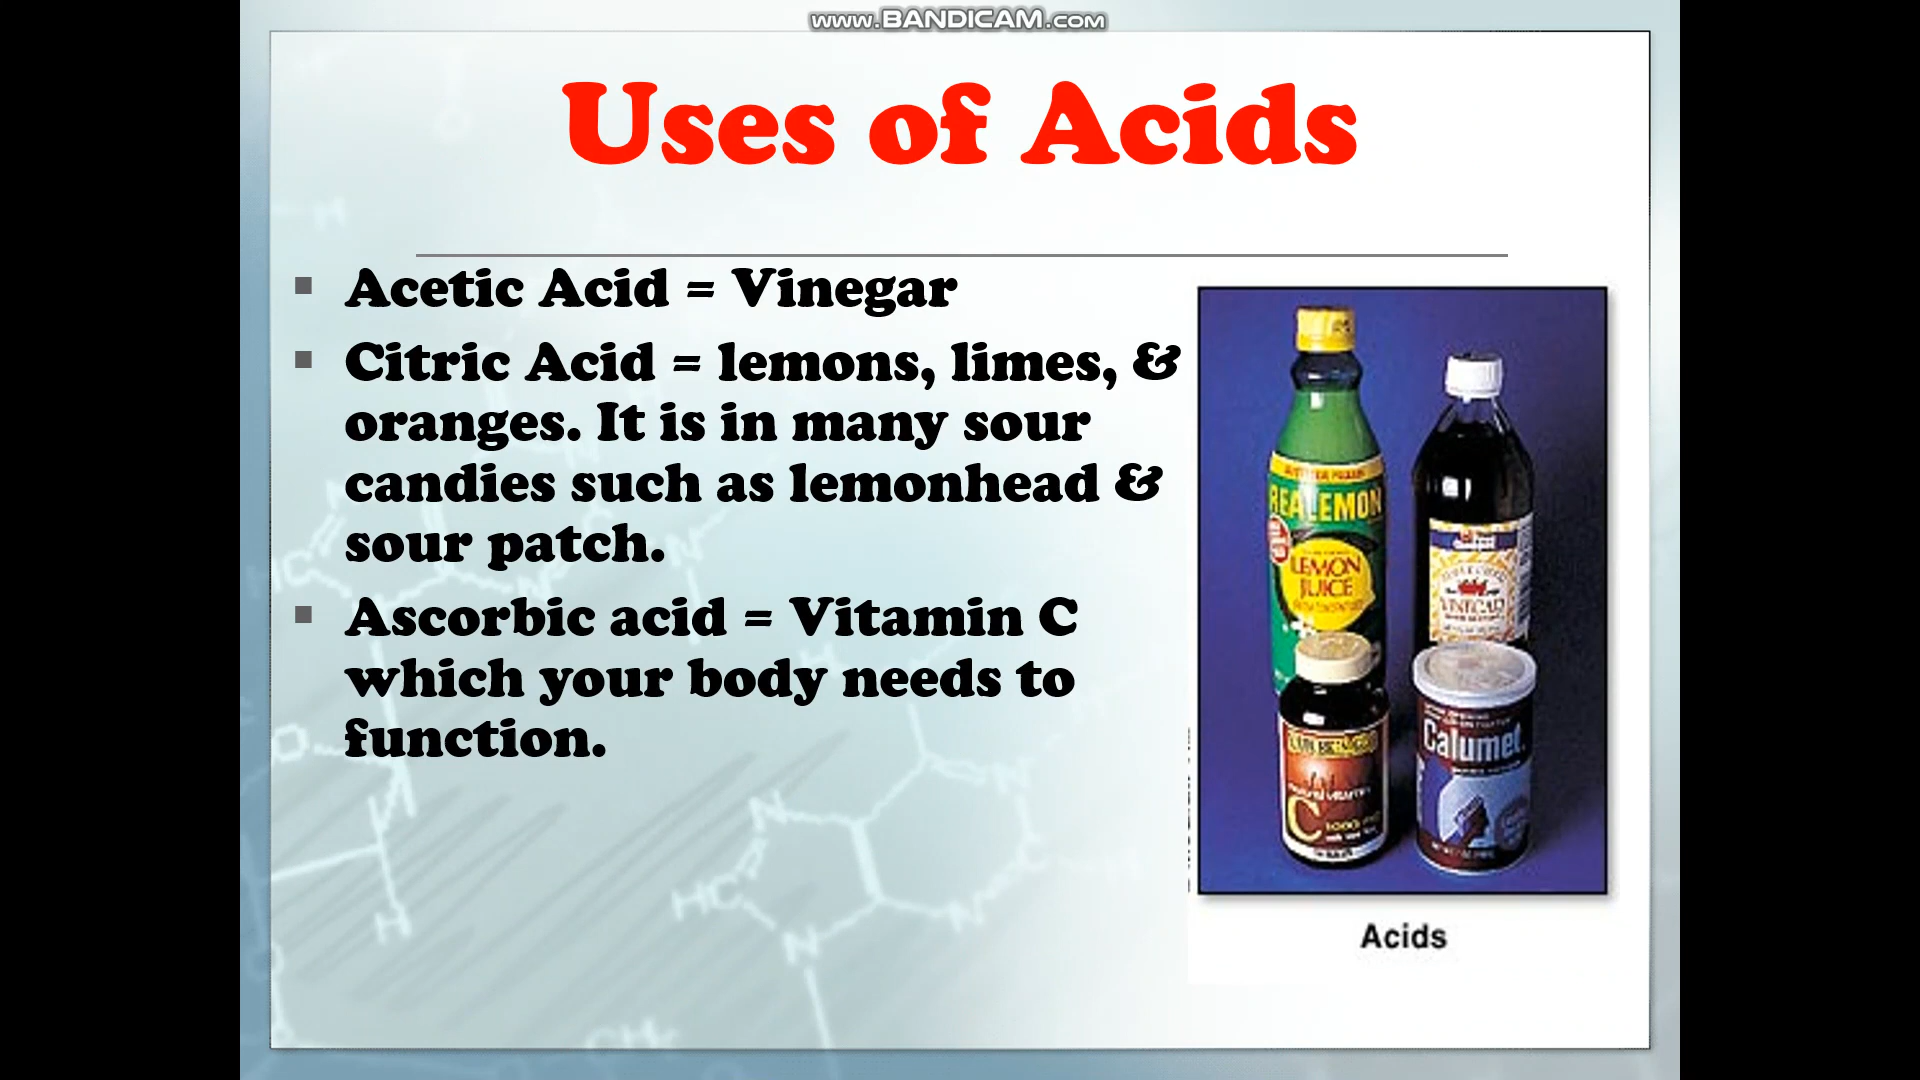 www.BANDICAM.com
Uses of Acids
Acetic Acid = Vinegar
Citric Acid = lemons, limes, &
oranges. It is in many sour
candies such as lemonhead &
sour patch.
Ascorbic acid = Vitamin C
which your body needs to
function.
REALEMON
LEMON
JUICE
VINEGAR
C
Calumet
Acids